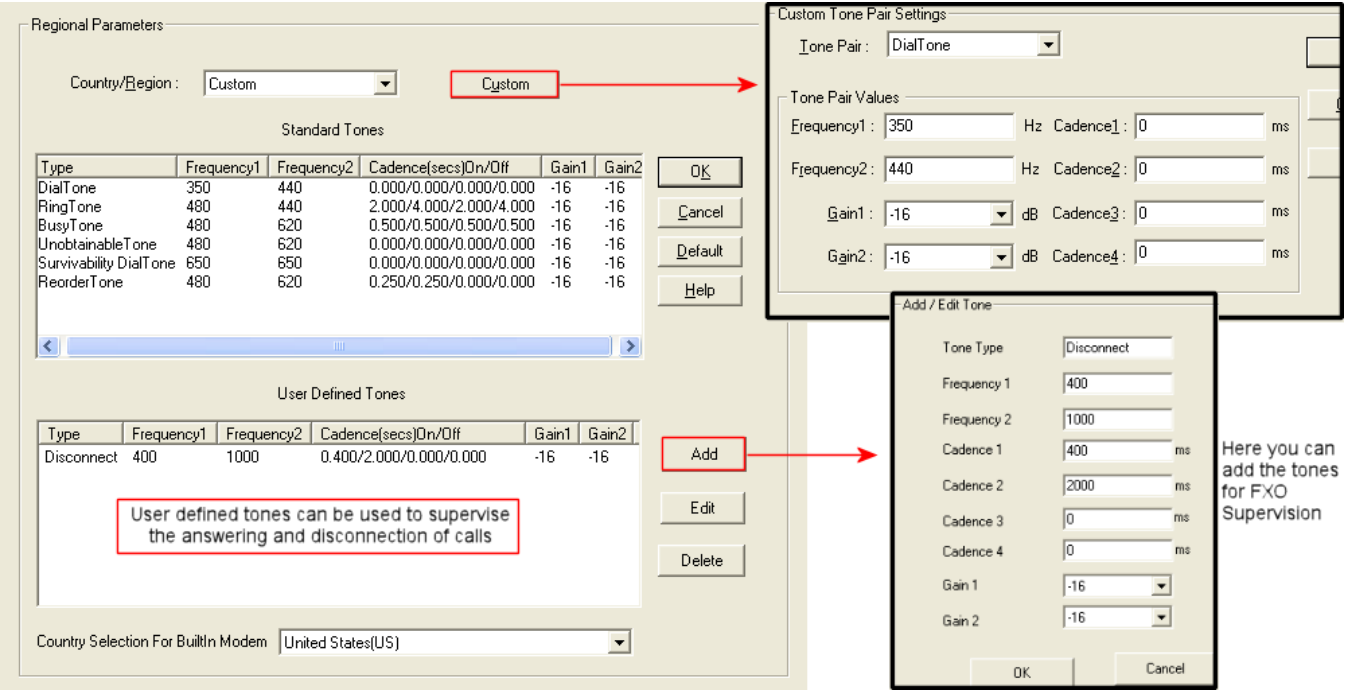 Regional Parameters
Country/Region : Custom Custom
Standard Tones
Type Frequency1 Frequency2 Cadence(secs)On/Off Gain1 Gain2
DialTone 350 440 0.000/0.000/0.000/0.000 -16 -16
RingTone 480 440 2.000/4.000/2.000/4.000 -16 -16
BusyTone 480 620 0.500/0.500/0.500/0.500 -16 -16
UnobtainableTone 480 620 0.000/0.000/0.000/0.000 -16 -16
Survivability DialTone 650 650 0.000/0.000/0.000/0.000 -16 -16
ReorderTone 480 620 0.250/0.250/0.000/0.000 -16 -16
OK
Cancel
Default
Help
User Defined Tones
Type Frequency1 Frequency2 Cadence(secs)On/Off Gain1 Gain2
Disconnect 400 1000 0.400/2.000/0.000/0.000 -16 -16
User defined tones can be used to supervise
the answering and disconnection of calls
Add
Edit
Delete
Country Selection For BuiltIn Modem United States(US)
Custom Tone Pair Settings
Tone Pair : DialTone
Tone Pair Values
Frequency1 : 350 Hz Cadence1 : 0 ms
Frequency2 : 440 Hz Cadence2 : 0 ms
Gain1 : -16 dB Cadence3 : 0 ms
Gain2 : -16 dB Cadence4 : 0 ms
Add / Edit Tone
Tone Type Disconnect
Frequency 1 400
Frequency 2 1000
Cadence 1 400 ms
Cadence 2 2000 ms
Cadence 3 0 ms
Cadence 4 0 ms
Gain 1 -16
Gain 2 -16
OK Cancel
Here you can
add the tones
for FXO
Supervision